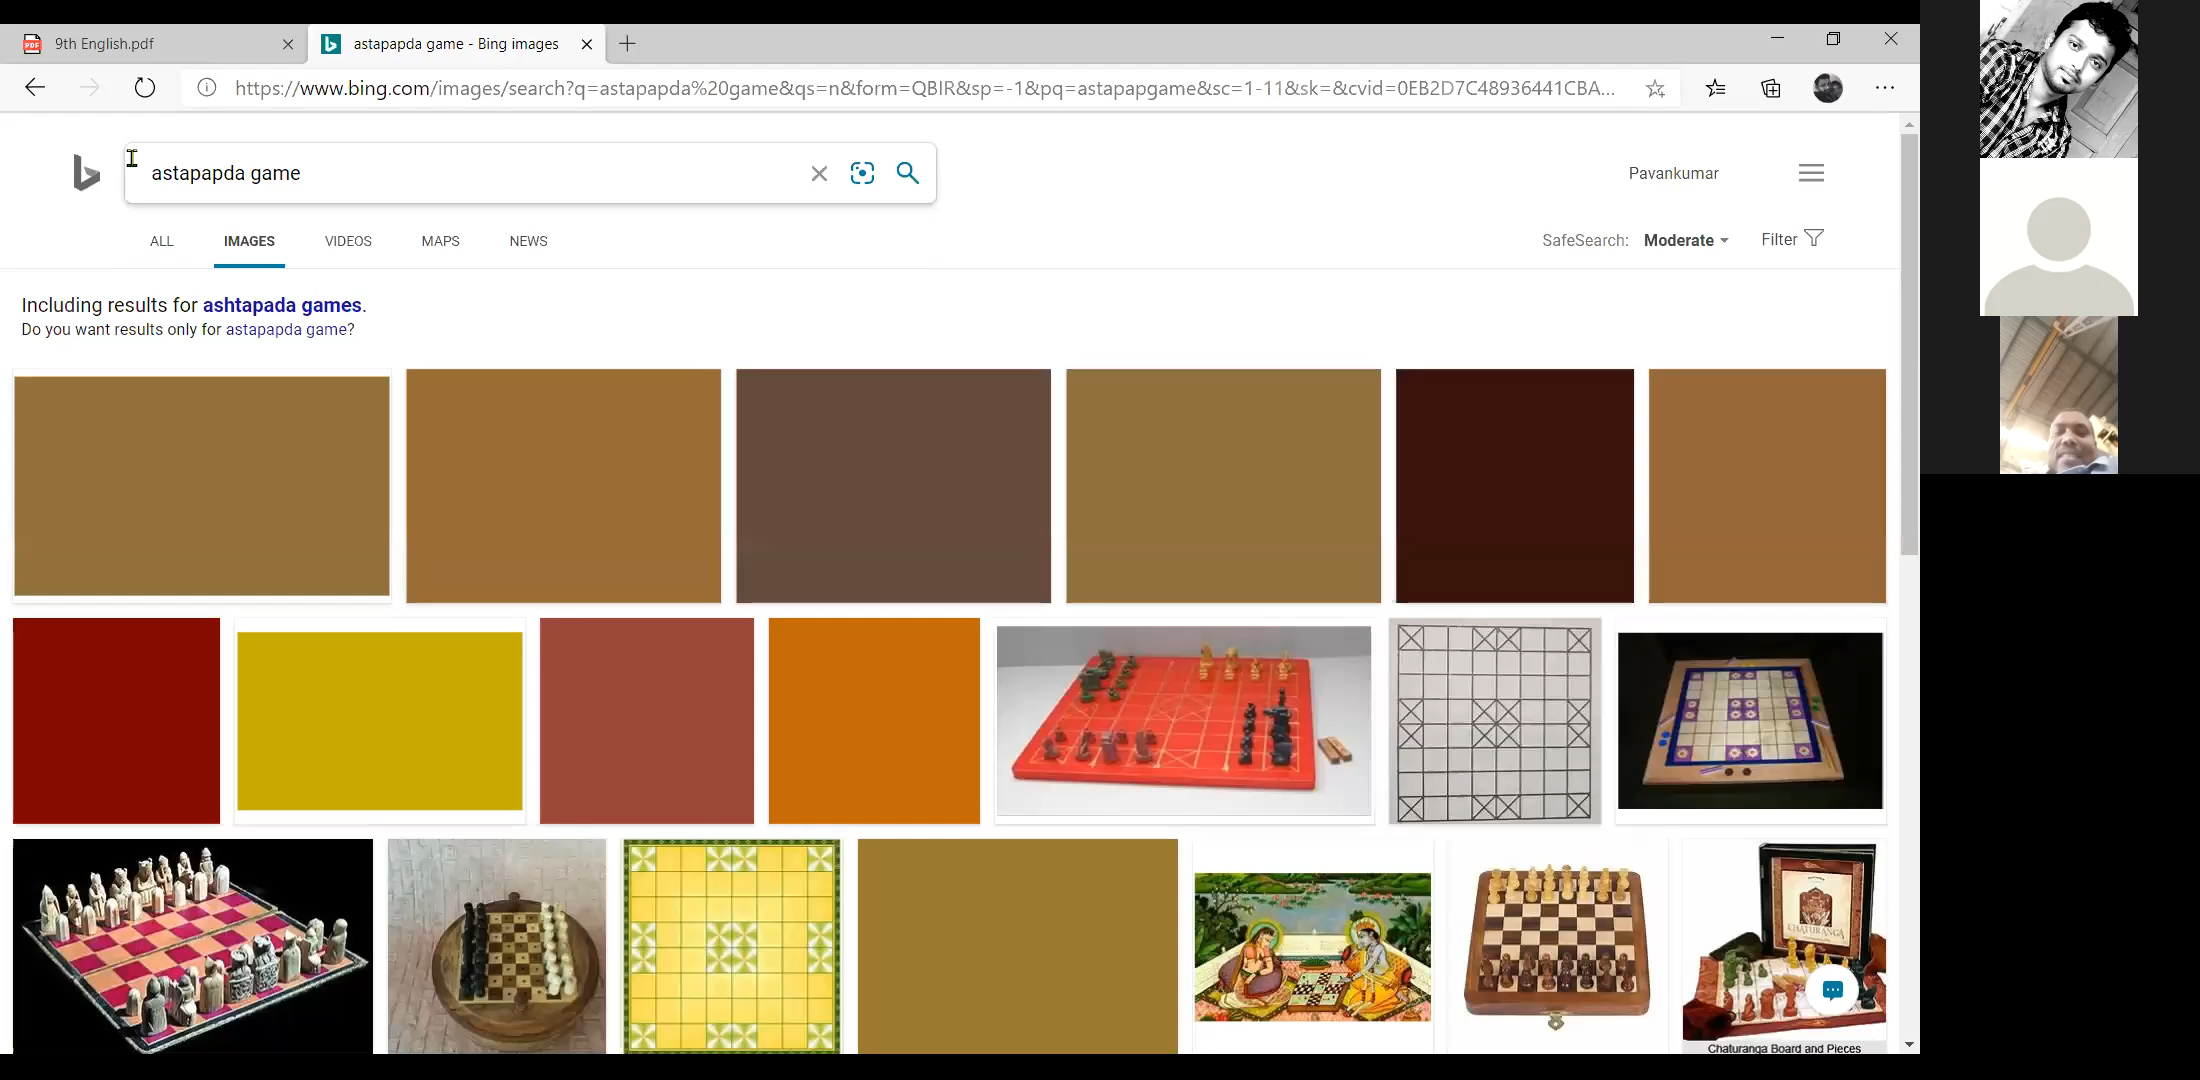 9th English.pdf
astapapda game - Bing images
https://www.bing.com/images/search?q=astapapda%20game&qs=n&form=QBIR&sp=-1&pq=astapapgame&sc=1-11&sk=&cvid=0EB2D7C48936441CBA...
astapapda game
Pavankumar
ALL IMAGES VIDEOS MAPS NEWS
SafeSearch: Moderate Filter
Including results for ashtapada games.
Do you want results only for astapapda game?
CHATURANGA
Chaturanga Board and Pieces